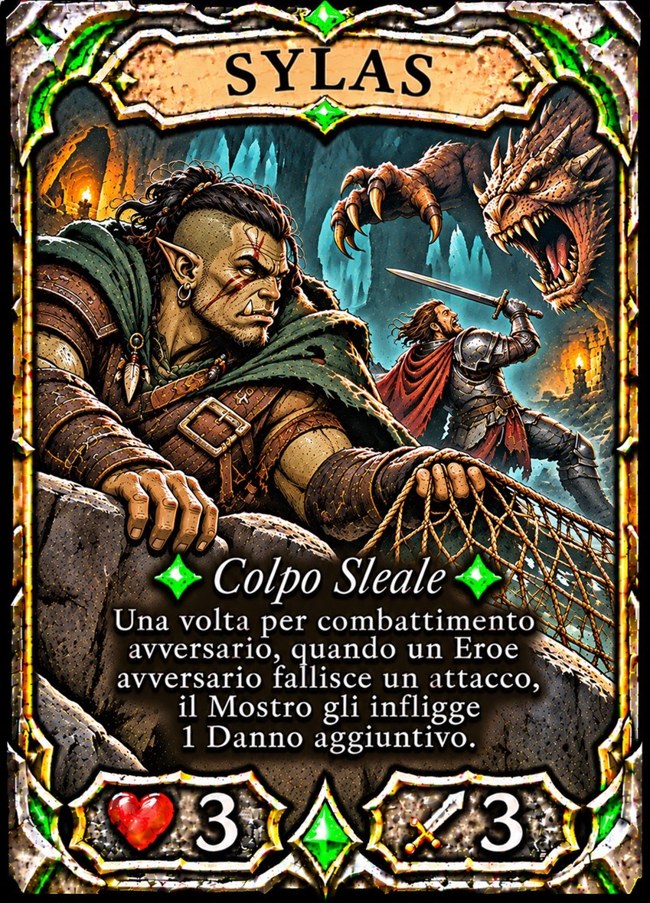 SYLAS
Colpo Sleale
Una volta per combattimento
avversario, quando un Eroe
avversario fallisce un attacco,
il Mostro gli infligge
1 Danno aggiuntivo.
3 3